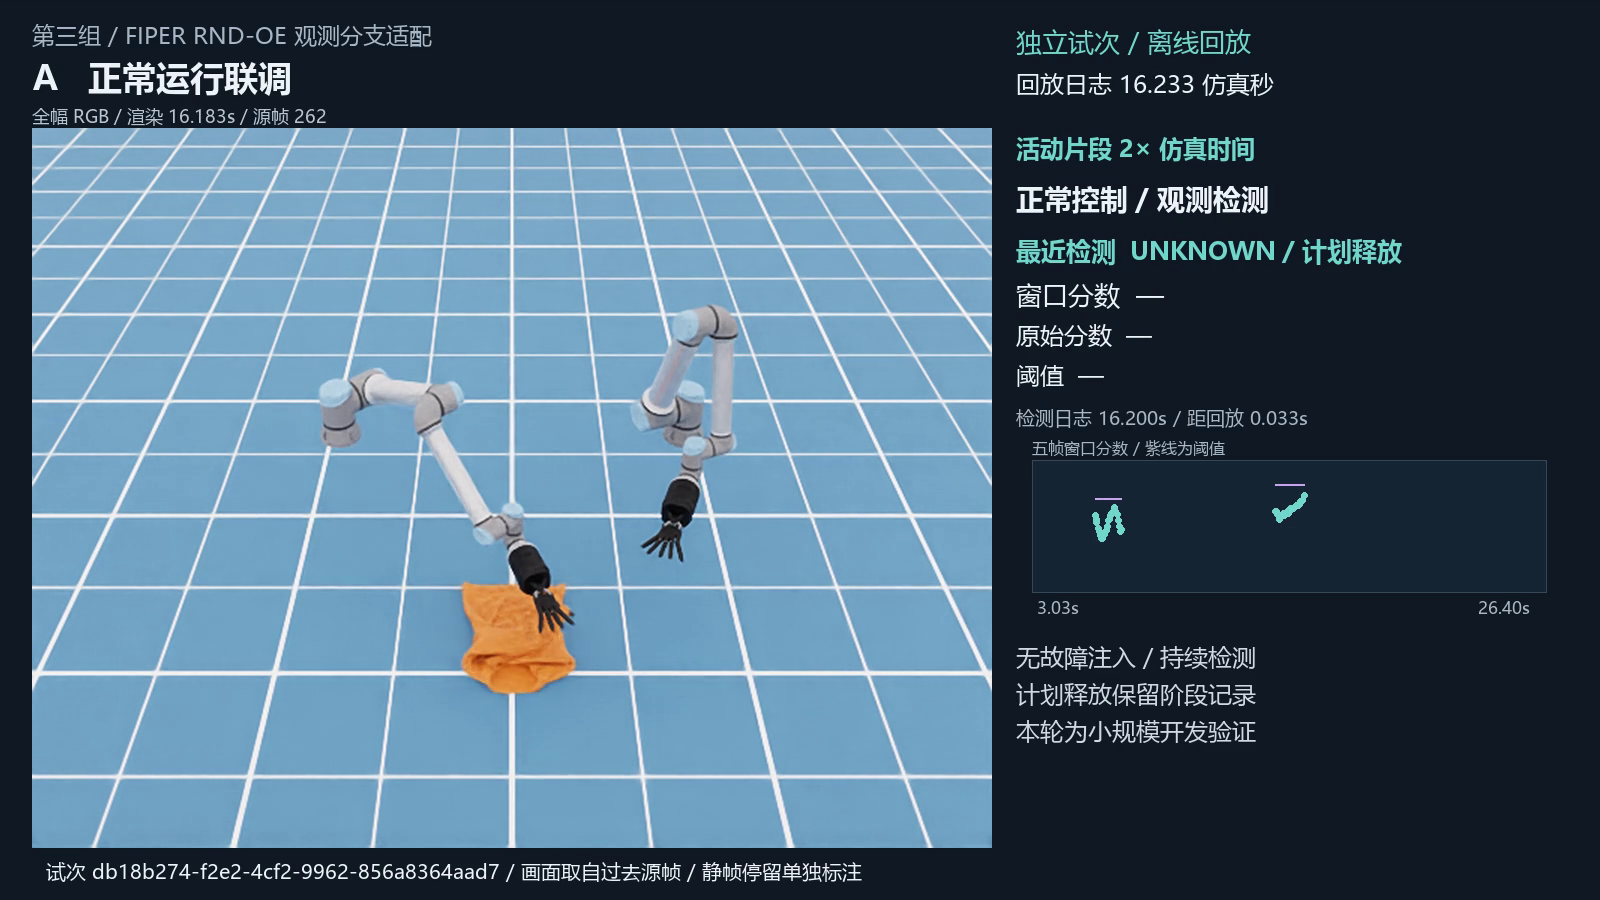 第三组 / FIPER RND-OE 观测分支适配
A 正常运行联调
全幅 RGB / 渲染 16.183s / 源帧 262
独立试次 / 离线回放
回放日志 16.233 仿真秒
活动片段 2× 仿真时间
正常控制 / 观测检测
最近检测 UNKNOWN / 计划释放
窗口分数 —
原始分数 —
阈值 —
检测日志 16.200s / 距回放 0.033s
五帧窗口分数 / 紫线为阈值
3.03s 26.40s
无故障注入 / 持续检测
计划释放保留阶段记录
本轮为小规模开发验证
试次 db18b274-f2e2-4cf2-9962-856a8364aad7 / 画面取自过去源帧 / 静帧停留单独标注